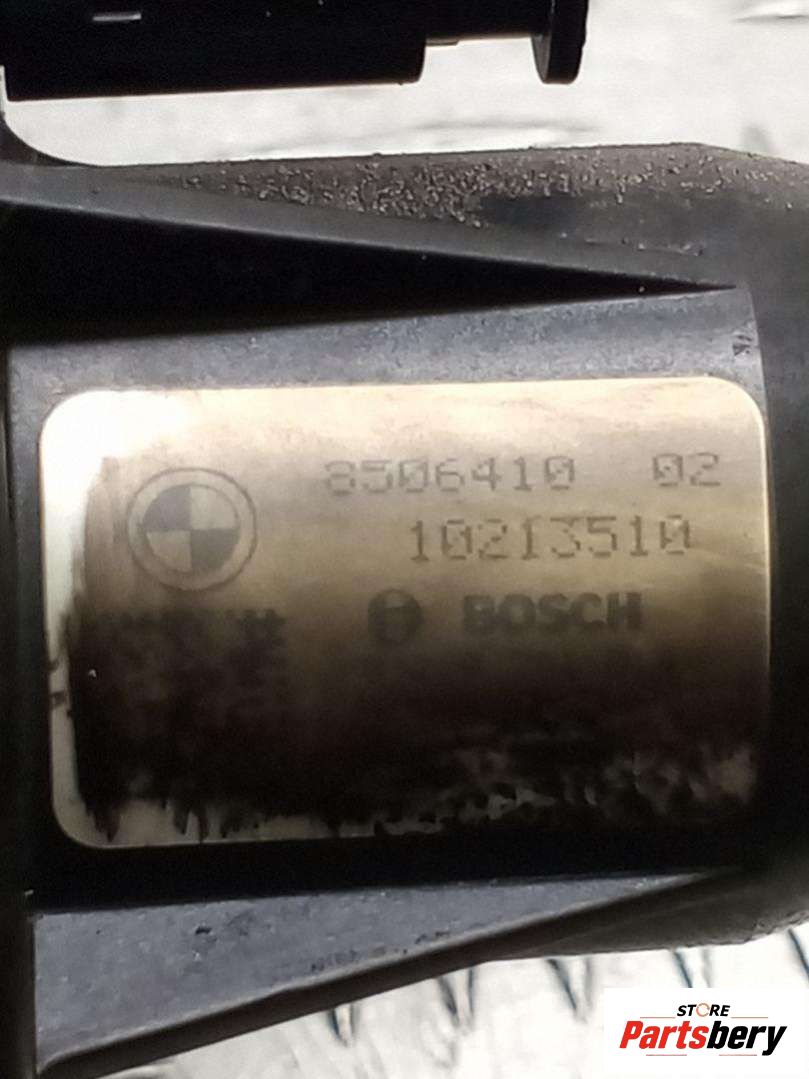 8506410 02
10213510
BOSCH
STORE
Partsbery